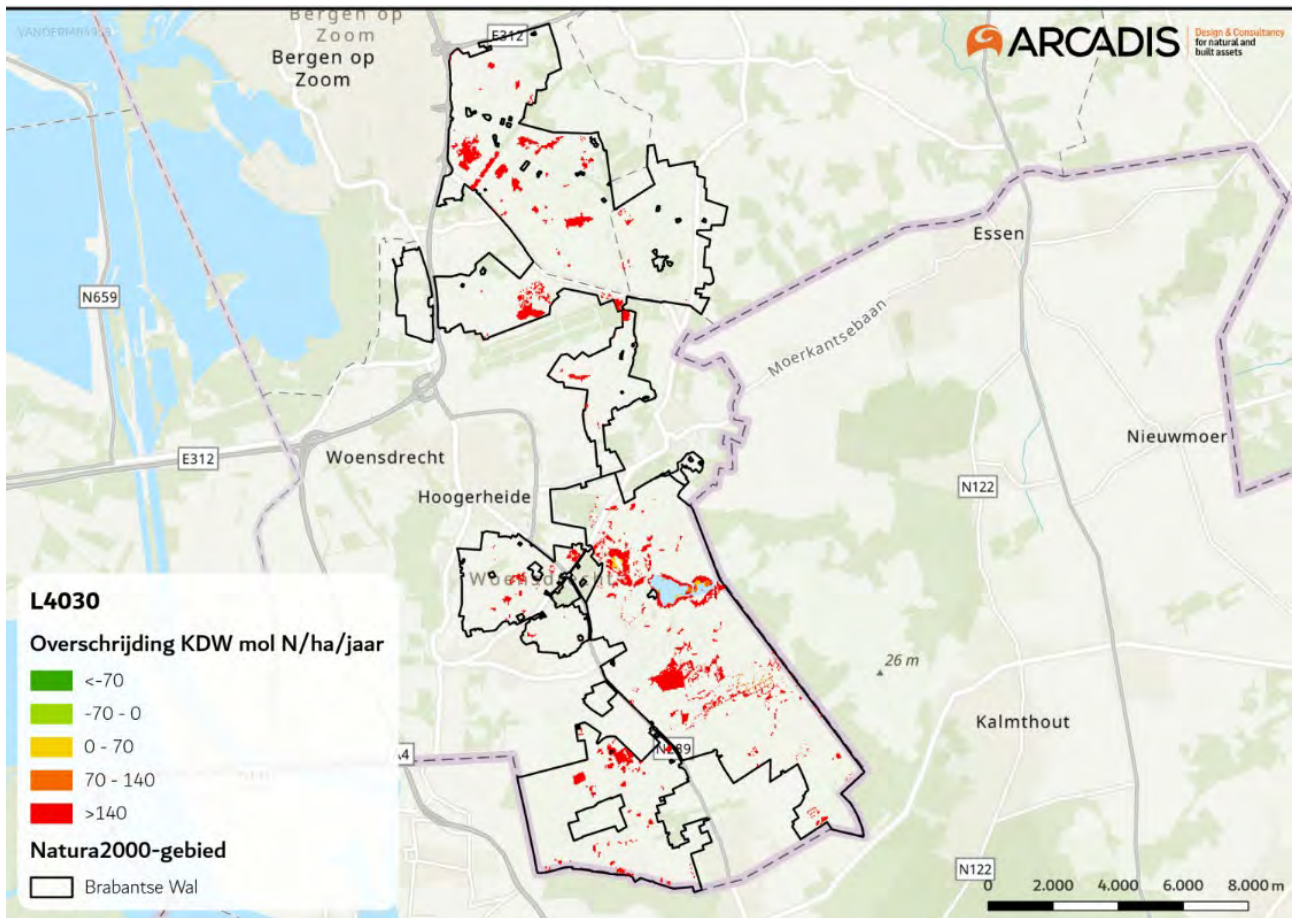 Bergen op
Zoom
E312
Bergen op
Zoom
ARCADIS
Design & Consultancy
for natural and
built assets
Essen
N659
Moerkantsebaan
Nieuwmoer
E312
Woensdrecht
N122
Hoogerheide
Woensdrecht
26 m
Kalmthout
N289
A4
N122
L4030
Overschrijding KDW mol N/ha/jaar
<-70
-70 - 0
0 - 70
70 - 140
>140
Natura2000-gebied
Brabantse Wal
0 2.000 4.000 6.000 8.000 m